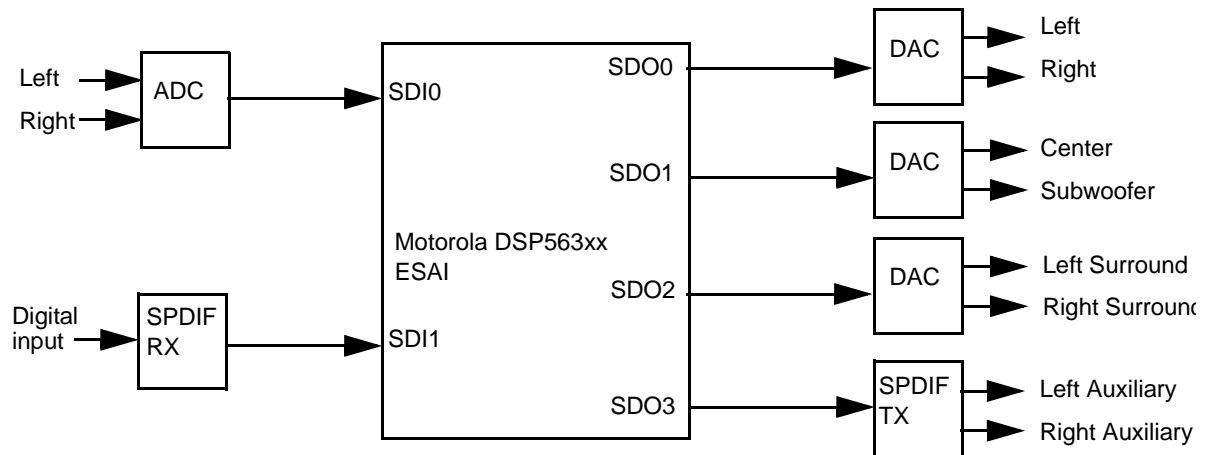 Left
Right
ADC
SDI0
Digital
input
SPDIF
RX
SDI1
Motorola DSP563xx
ESAI
SDO0
SDO1
SDO2
SDO3
DAC
Left
Right
DAC
Center
Subwoofer
DAC
Left Surround
Right Surround
SPDIF
TX
Left Auxiliary
Right Auxiliary